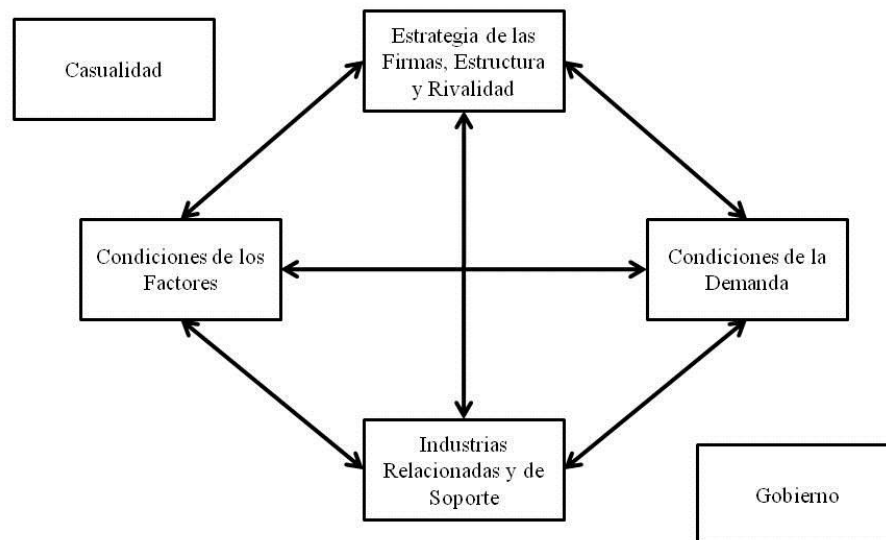 Estrategia de las
Firmas, Estructura
y Rivalidad
Casualidad
Condiciones de los
Factores
Condiciones de la
Demanda
Industrias
Relacionadas y de
Soporte
Gobierno